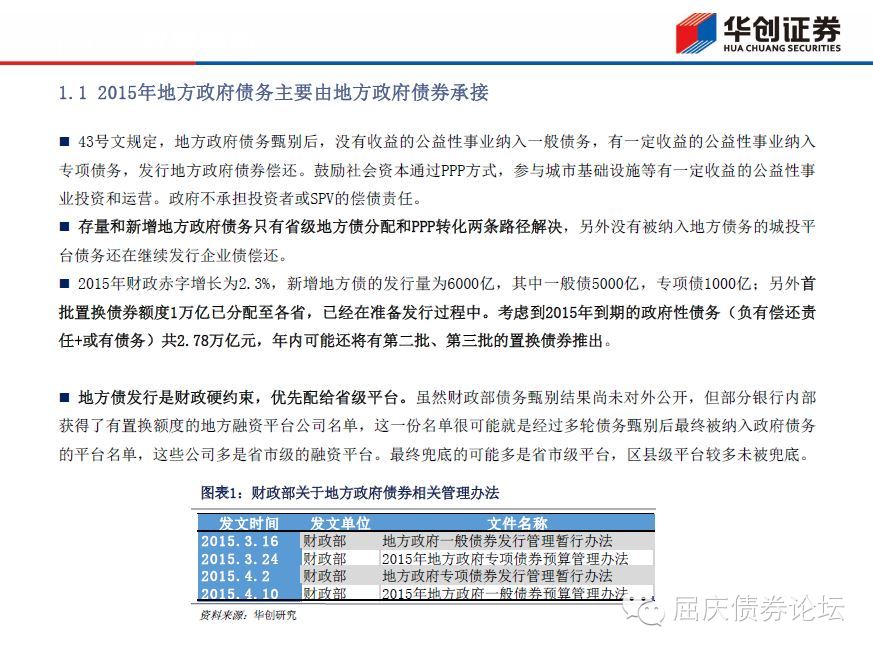 华创证券
HUA CHUANG SECURITIES
1.1 2015年地方政府债务主要由地方政府债券承接
■ 43号文规定，地方政府债务甄别后，没有收益的公益性事业纳入一般债务，有一定收益的公益性事业纳入
专项债务，发行地方政府债券偿还。鼓励社会资本通过PPP方式，参与城市基础设施等有一定收益的公益性事
业投资和运营。政府不承担投资者或SPV的偿债责任。
■ 存量和新增地方政府债务只有省级地方债分配和PPP转化两条路径解决，另外没有被纳入地方债务的城投平
台债务还在继续发行企业债偿还。
■ 2015年财政赤字增长为2.3%，新增地方债的发行量为6000亿，其中一般债5000亿，专项债1000亿；另外首
批置换债券额度1万亿已分配至各省，已经在准备发行过程中。考虑到2015年到期的政府性债务（负有偿还责
任+或有债务）共2.78万亿元，年内可能还将有第二批、第三批的置换债券推出。
■ 地方债发行是财政硬约束，优先配给省级平台。虽然财政部债务甄别结果尚未对外公开，但部分银行内部
获得了有置换额度的地方融资平台公司名单，这一份名单很可能就是经过多轮债务甄别后最终被纳入政府债务
的平台名单，这些公司多是省市级的融资平台。最终兜底的可能多是省市级平台，区县级平台较多未被兜底。
图表1：财政部关于地方政府债券相关管理办法
发文时间 发文单位 文件名称
2015.3.16 财政部 地方政府一般债券发行管理暂行办法
2015.3.24 财政部 2015年地方政府专项债券预算管理办法
2015.4.2 财政部 地方政府专项债券发行管理暂行办法
2015.4.10 财政部 2015年地方政府一般债券预算管理办法
资料来源：华创研究
屈庆债券论坛